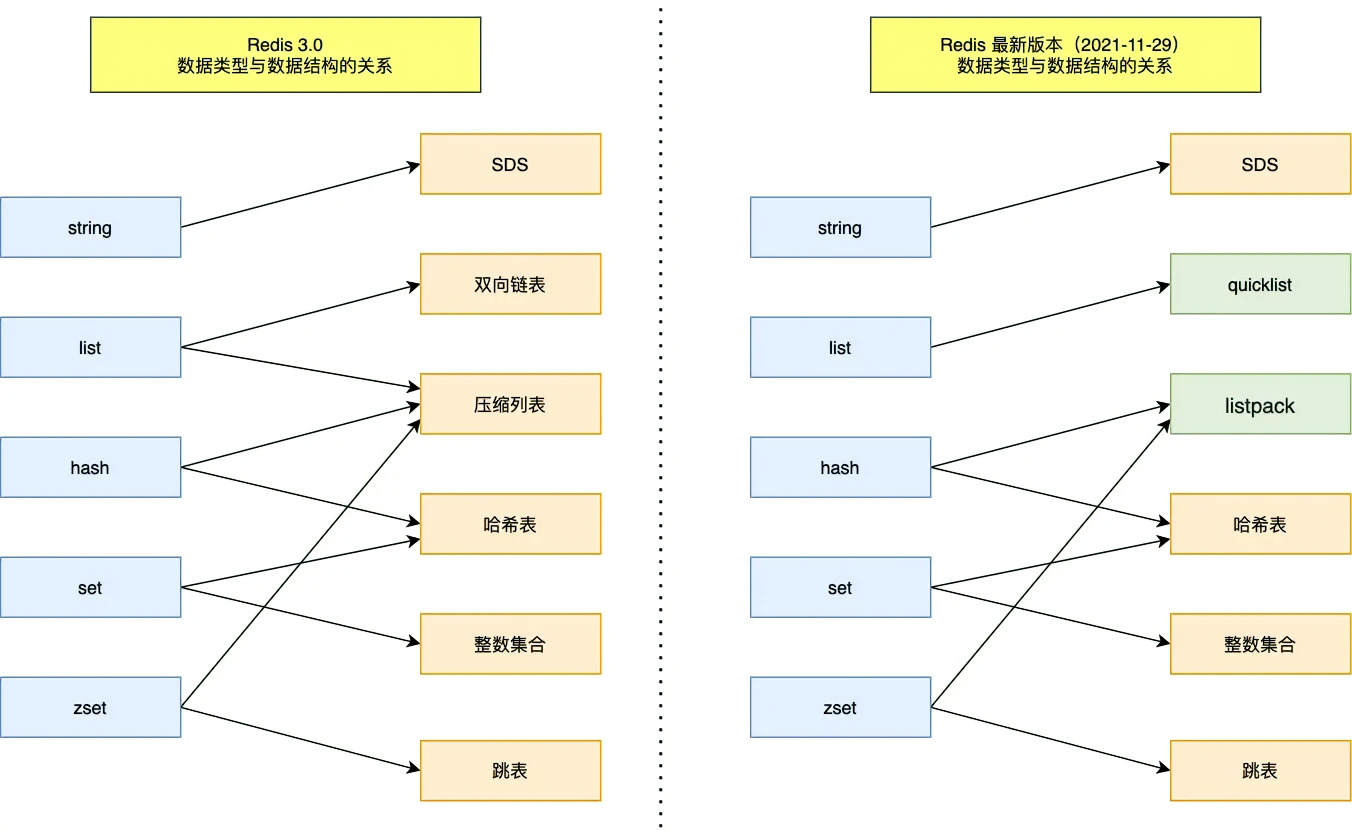 Redis 3.0
数据类型与数据结构的关系
string
list
hash
set
zset
SDS
双向链表
压缩列表
哈希表
整数集合
跳表
Redis 最新版本（2021-11-29）
数据类型与数据结构的关系
string
list
hash
set
zset
SDS
quicklist
listpack
哈希表
整数集合
跳表